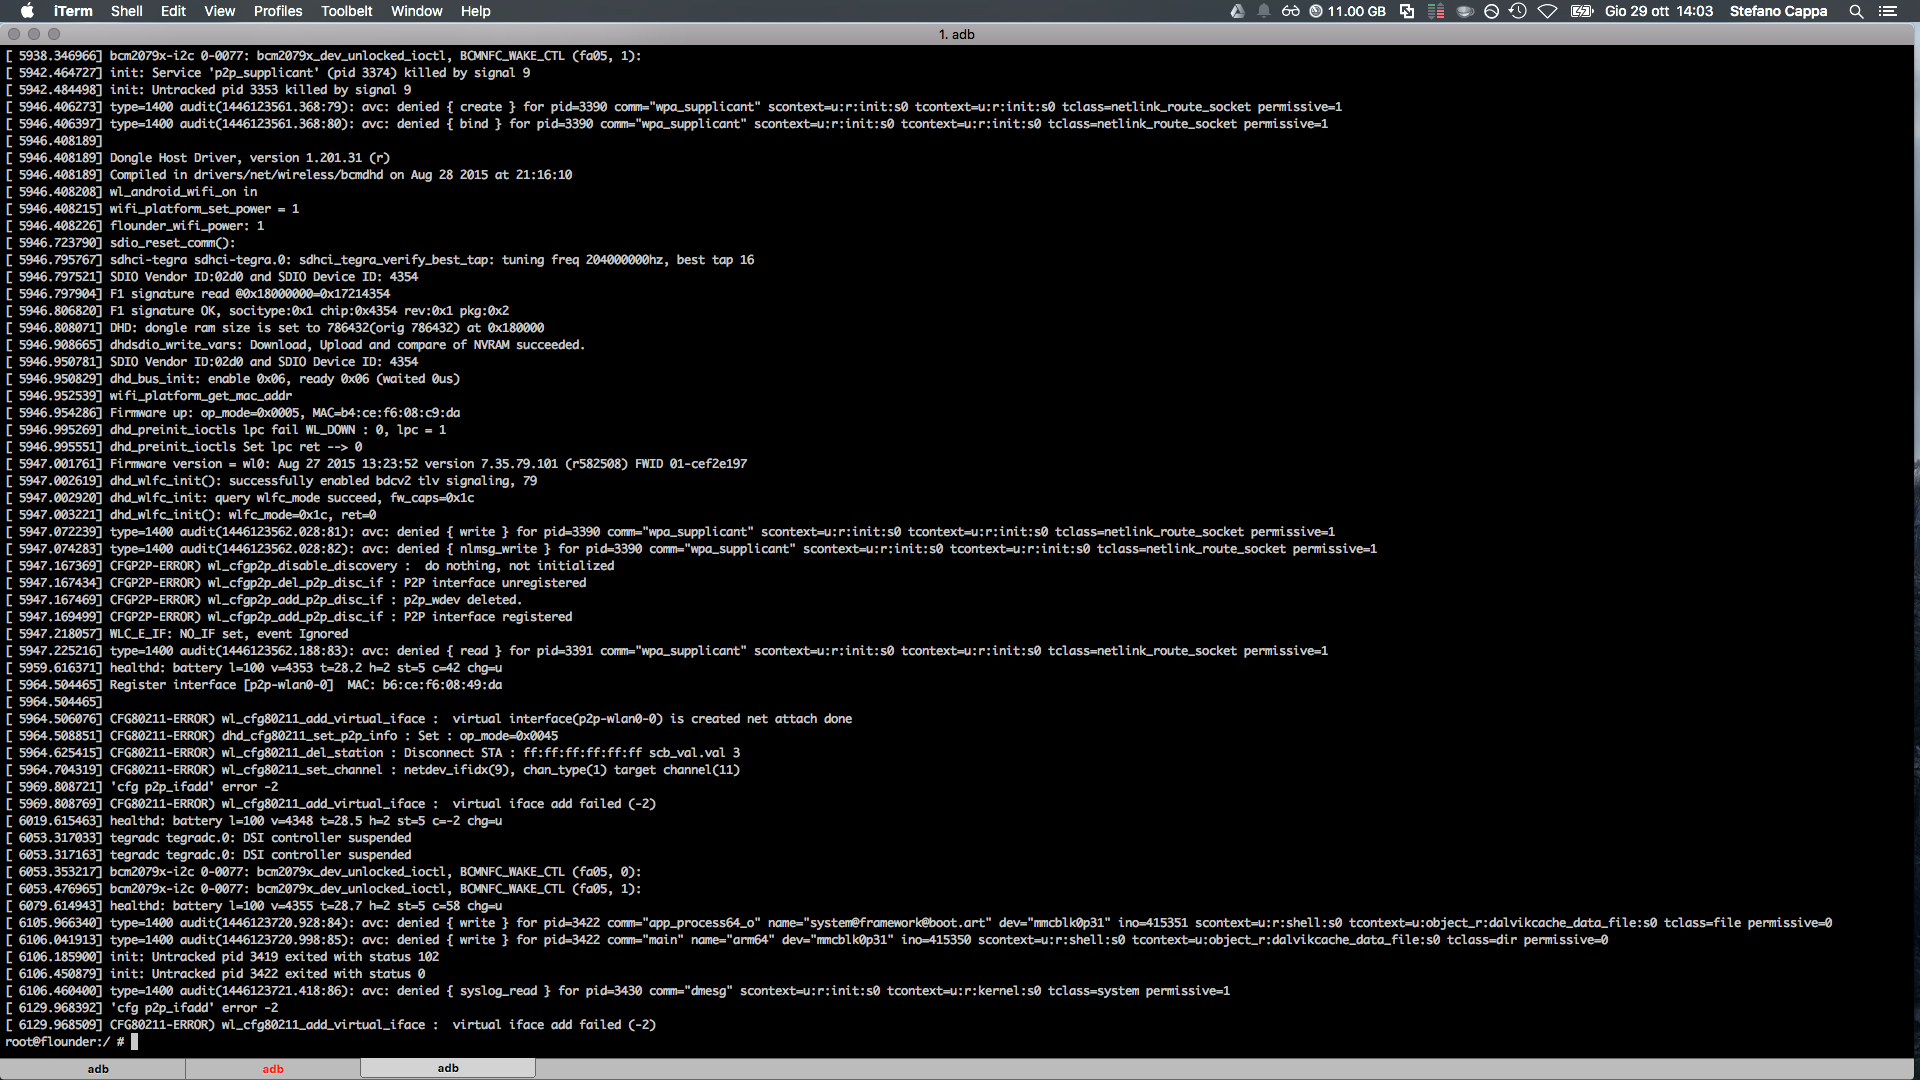 iTerm Shell Edit View Profiles Toolbelt Window Help 11.00 GB Gio 29 ott 14:03 Stefano Cappa
1. adb
[ 5938.346966] bcm2079x-i2c 0-0077: bcm2079x_dev_unlocked_ioctl, BCMNFC_WAKE_CTL (fa05, 1):
[ 5942.464727] init: Service 'p2p_supplicant' (pid 3374) killed by signal 9
[ 5942.484498] init: Untracked pid 3353 killed by signal 9
[ 5946.406273] type=1400 audit(1446123561.368:79): avc: denied { create } for pid=3390 comm="wpa_supplicant" scontext=u:r:init:s0 tcontext=u:r:init:s0 tclass=netlink_route_socket permissive=1
[ 5946.406397] type=1400 audit(1446123561.368:80): avc: denied { bind } for pid=3390 comm="wpa_supplicant" scontext=u:r:init:s0 tcontext=u:r:init:s0 tclass=netlink_route_socket permissive=1
[ 5946.408189]
[ 5946.408189] Dongle Host Driver, version 1.201.31 (r)
[ 5946.408189] Compiled in drivers/net/wireless/bcmdhd on Aug 28 2015 at 21:16:10
[ 5946.408208] wl_android_wifi_on in
[ 5946.408215] wifi_platform_set_power = 1
[ 5946.408226] flounder_wifi_power: 1
[ 5946.723790] sdio_reset_comm():
[ 5946.795767] sdhci-tegra sdhci-tegra.0: sdhci_tegra_verify_best_tap: tuning freq 204000000hz, best tap 16
[ 5946.797521] SDIO Vendor ID:02d0 and SDIO Device ID: 4354
[ 5946.797904] F1 signature read @0x18000000=0x17214354
[ 5946.806820] F1 signature OK, socitype:0x1 chip:0x4354 rev:0x1 pkg:0x2
[ 5946.808071] DHD: dongle ram size is set to 786432(orig 786432) at 0x180000
[ 5946.908665] dhdsdio_write_vars: Download, Upload and compare of NVRAM succeeded.
[ 5946.950781] SDIO Vendor ID:02d0 and SDIO Device ID: 4354
[ 5946.950829] dhd_bus_init: enable 0x06, ready 0x06 (waited 0us)
[ 5946.952539] wifi_platform_get_mac_addr
[ 5946.954286] Firmware up: op_mode=0x0005, MAC=b4:ce:f6:08:c9:da
[ 5946.995269] dhd_preinit_ioctls lpc fail WL_DOWN : 0, lpc = 1
[ 5946.995551] dhd_preinit_ioctls Set lpc ret --> 0
[ 5947.001761] Firmware version = wl0: Aug 27 2015 13:23:52 version 7.35.79.101 (r582508) FWID 01-cef2e197
[ 5947.002619] dhd_wlfc_init(): successfully enabled bdcv2 tlv signaling, 79
[ 5947.002920] dhd_wlfc_init: query wlfc_mode succeed, fw_caps=0x1c
[ 5947.003221] dhd_wlfc_init(): wlfc_mode=0x1c, ret=0
[ 5947.072239] type=1400 audit(1446123562.028:81): avc: denied { write } for pid=3390 comm="wpa_supplicant" scontext=u:r:init:s0 tcontext=u:r:init:s0 tclass=netlink_route_socket permissive=1
[ 5947.074283] type=1400 audit(1446123562.028:82): avc: denied { nlmsg_write } for pid=3390 comm="wpa_supplicant" scontext=u:r:init:s0 tcontext=u:r:init:s0 tclass=netlink_route_socket permissive=1
[ 5947.167369] CFGP2P-ERROR) wl_cfgp2p_disable_discovery :  do nothing, not initialized
[ 5947.167434] CFGP2P-ERROR) wl_cfgp2p_del_p2p_disc_if : P2P interface unregistered
[ 5947.167469] CFGP2P-ERROR) wl_cfgp2p_add_p2p_disc_if : p2p_wdev deleted.
[ 5947.169499] CFGP2P-ERROR) wl_cfgp2p_add_p2p_disc_if : P2P interface registered
[ 5947.218057] WLC_E_IF: NO_IF set, event Ignored
[ 5947.225216] type=1400 audit(1446123562.188:83): avc: denied { read } for pid=3391 comm="wpa_supplicant" scontext=u:r:init:s0 tcontext=u:r:init:s0 tclass=netlink_route_socket permissive=1
[ 5959.616371] healthd: battery l=100 v=4353 t=28.2 h=2 st=5 c=42 chg=u
[ 5964.504465] Register interface [p2p-wlan0-0]  MAC: b6:ce:f6:08:49:da
[ 5964.504465]
[ 5964.506076] CFG80211-ERROR) wl_cfg80211_add_virtual_iface :  virtual interface(p2p-wlan0-0) is created net attach done
[ 5964.508851] CFG80211-ERROR) dhd_cfg80211_set_p2p_info : Set : op_mode=0x0045
[ 5964.625415] CFG80211-ERROR) wl_cfg80211_del_station : Disconnect STA : ff:ff:ff:ff:ff:ff scb_val.val 3
[ 5964.704319] CFG80211-ERROR) wl_cfg80211_set_channel : netdev_ifidx(9), chan_type(1) target channel(11)
[ 5969.808721] 'cfg p2p_ifadd' error -2
[ 5969.808769] CFG80211-ERROR) wl_cfg80211_add_virtual_iface :  virtual iface add failed (-2)
[ 6019.615463] healthd: battery l=100 v=4348 t=28.5 h=2 st=5 c=-2 chg=u
[ 6053.317033] tegradc tegradc.0: DSI controller suspended
[ 6053.317163] tegradc tegradc.0: DSI controller suspended
[ 6053.353217] bcm2079x-i2c 0-0077: bcm2079x_dev_unlocked_ioctl, BCMNFC_WAKE_CTL (fa05, 0):
[ 6053.476965] bcm2079x-i2c 0-0077: bcm2079x_dev_unlocked_ioctl, BCMNFC_WAKE_CTL (fa05, 1):
[ 6079.614943] healthd: battery l=100 v=4355 t=28.7 h=2 st=5 c=58 chg=u
[ 6105.966340] type=1400 audit(1446123720.928:84): avc: denied { write } for pid=3422 comm="app_process64_o" name="system@framework@boot.art" dev="mmcblk0p31" ino=415351 scontext=u:r:shell:s0 tcontext=u:object_r:dalvikcache_data_file:s0 tclass=file permissive=0
[ 6106.041913] type=1400 audit(1446123720.998:85): avc: denied { write } for pid=3422 comm="main" name="arm64" dev="mmcblk0p31" ino=415350 scontext=u:r:shell:s0 tcontext=u:object_r:dalvikcache_data_file:s0 tclass=dir permissive=0
[ 6106.185900] init: Untracked pid 3419 exited with status 102
[ 6106.450879] init: Untracked pid 3422 exited with status 0
[ 6106.460400] type=1400 audit(1446123721.418:86): avc: denied { syslog_read } for pid=3430 comm="dmesg" scontext=u:r:init:s0 tcontext=u:r:kernel:s0 tclass=system permissive=1
[ 6129.968392] 'cfg p2p_ifadd' error -2
[ 6129.968509] CFG80211-ERROR) wl_cfg80211_add_virtual_iface :  virtual iface add failed (-2)
root@flounder:/ #
adb adb adb